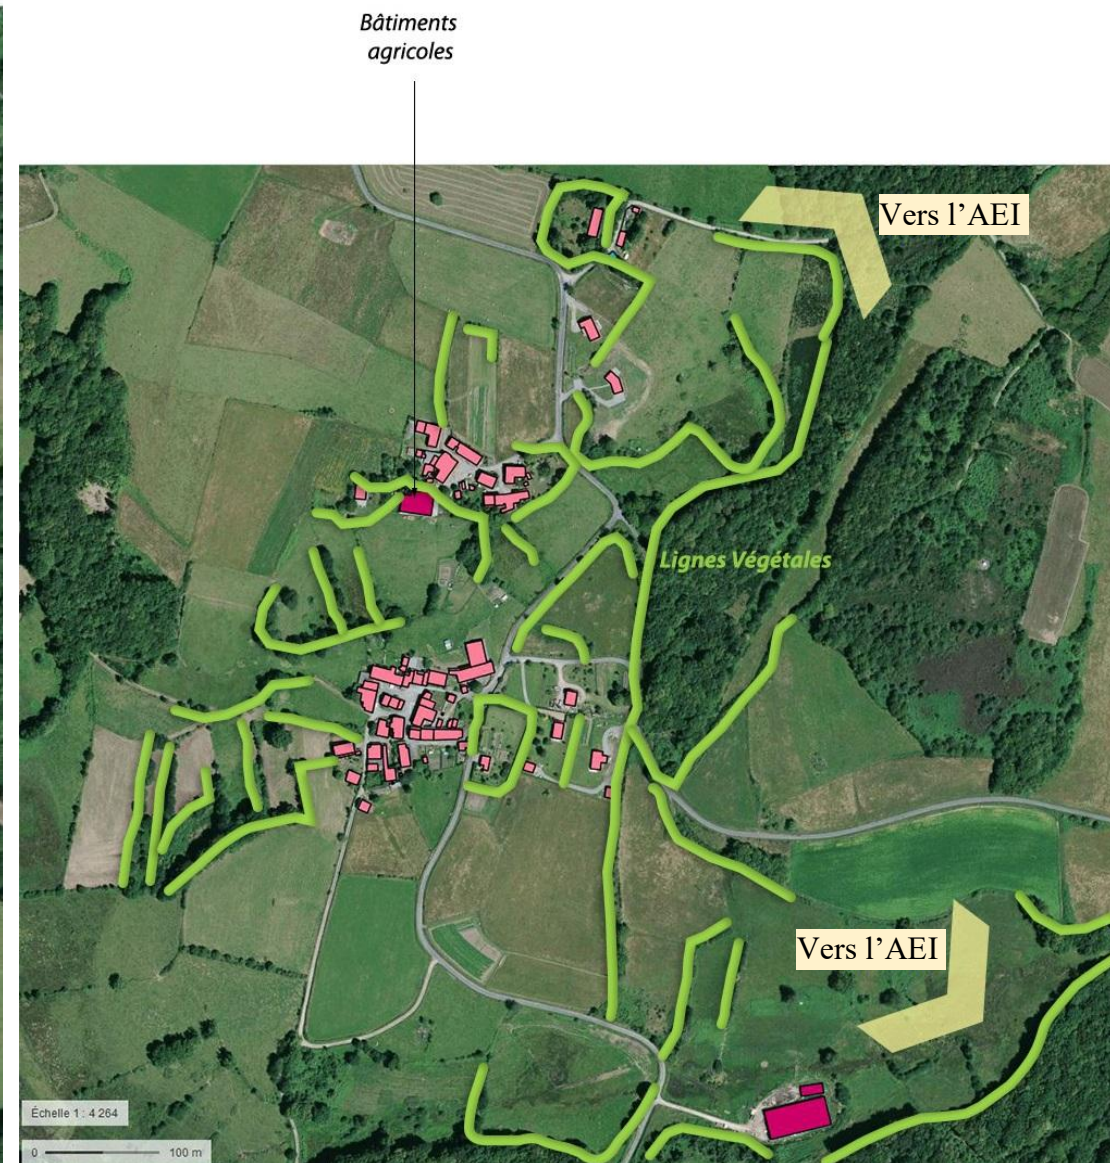 Bâtiments
agricoles
Vers l'AEI
Lignes Végétales
Vers l'AEI
Échelle 1 : 4 264
0 100 m